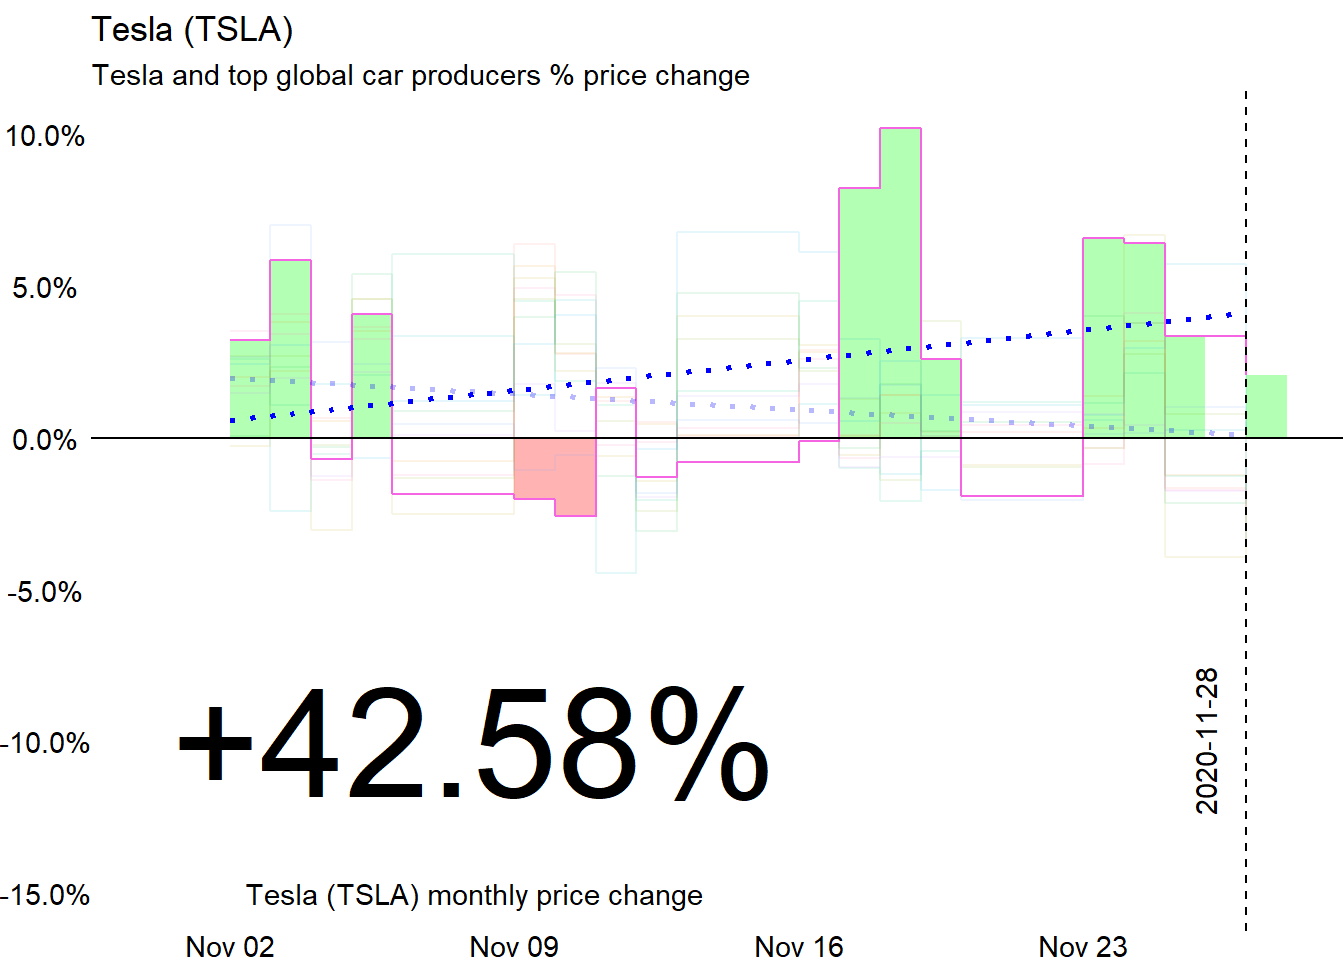 Tesla (TSLA)
Tesla and top global car producers % price change
10.0%
5.0%
0.0%
-5.0%
-10.0%
-15.0%
+42.58%
Tesla (TSLA) monthly price change
2020-11-28
Nov 02
Nov 09
Nov 16
Nov 23